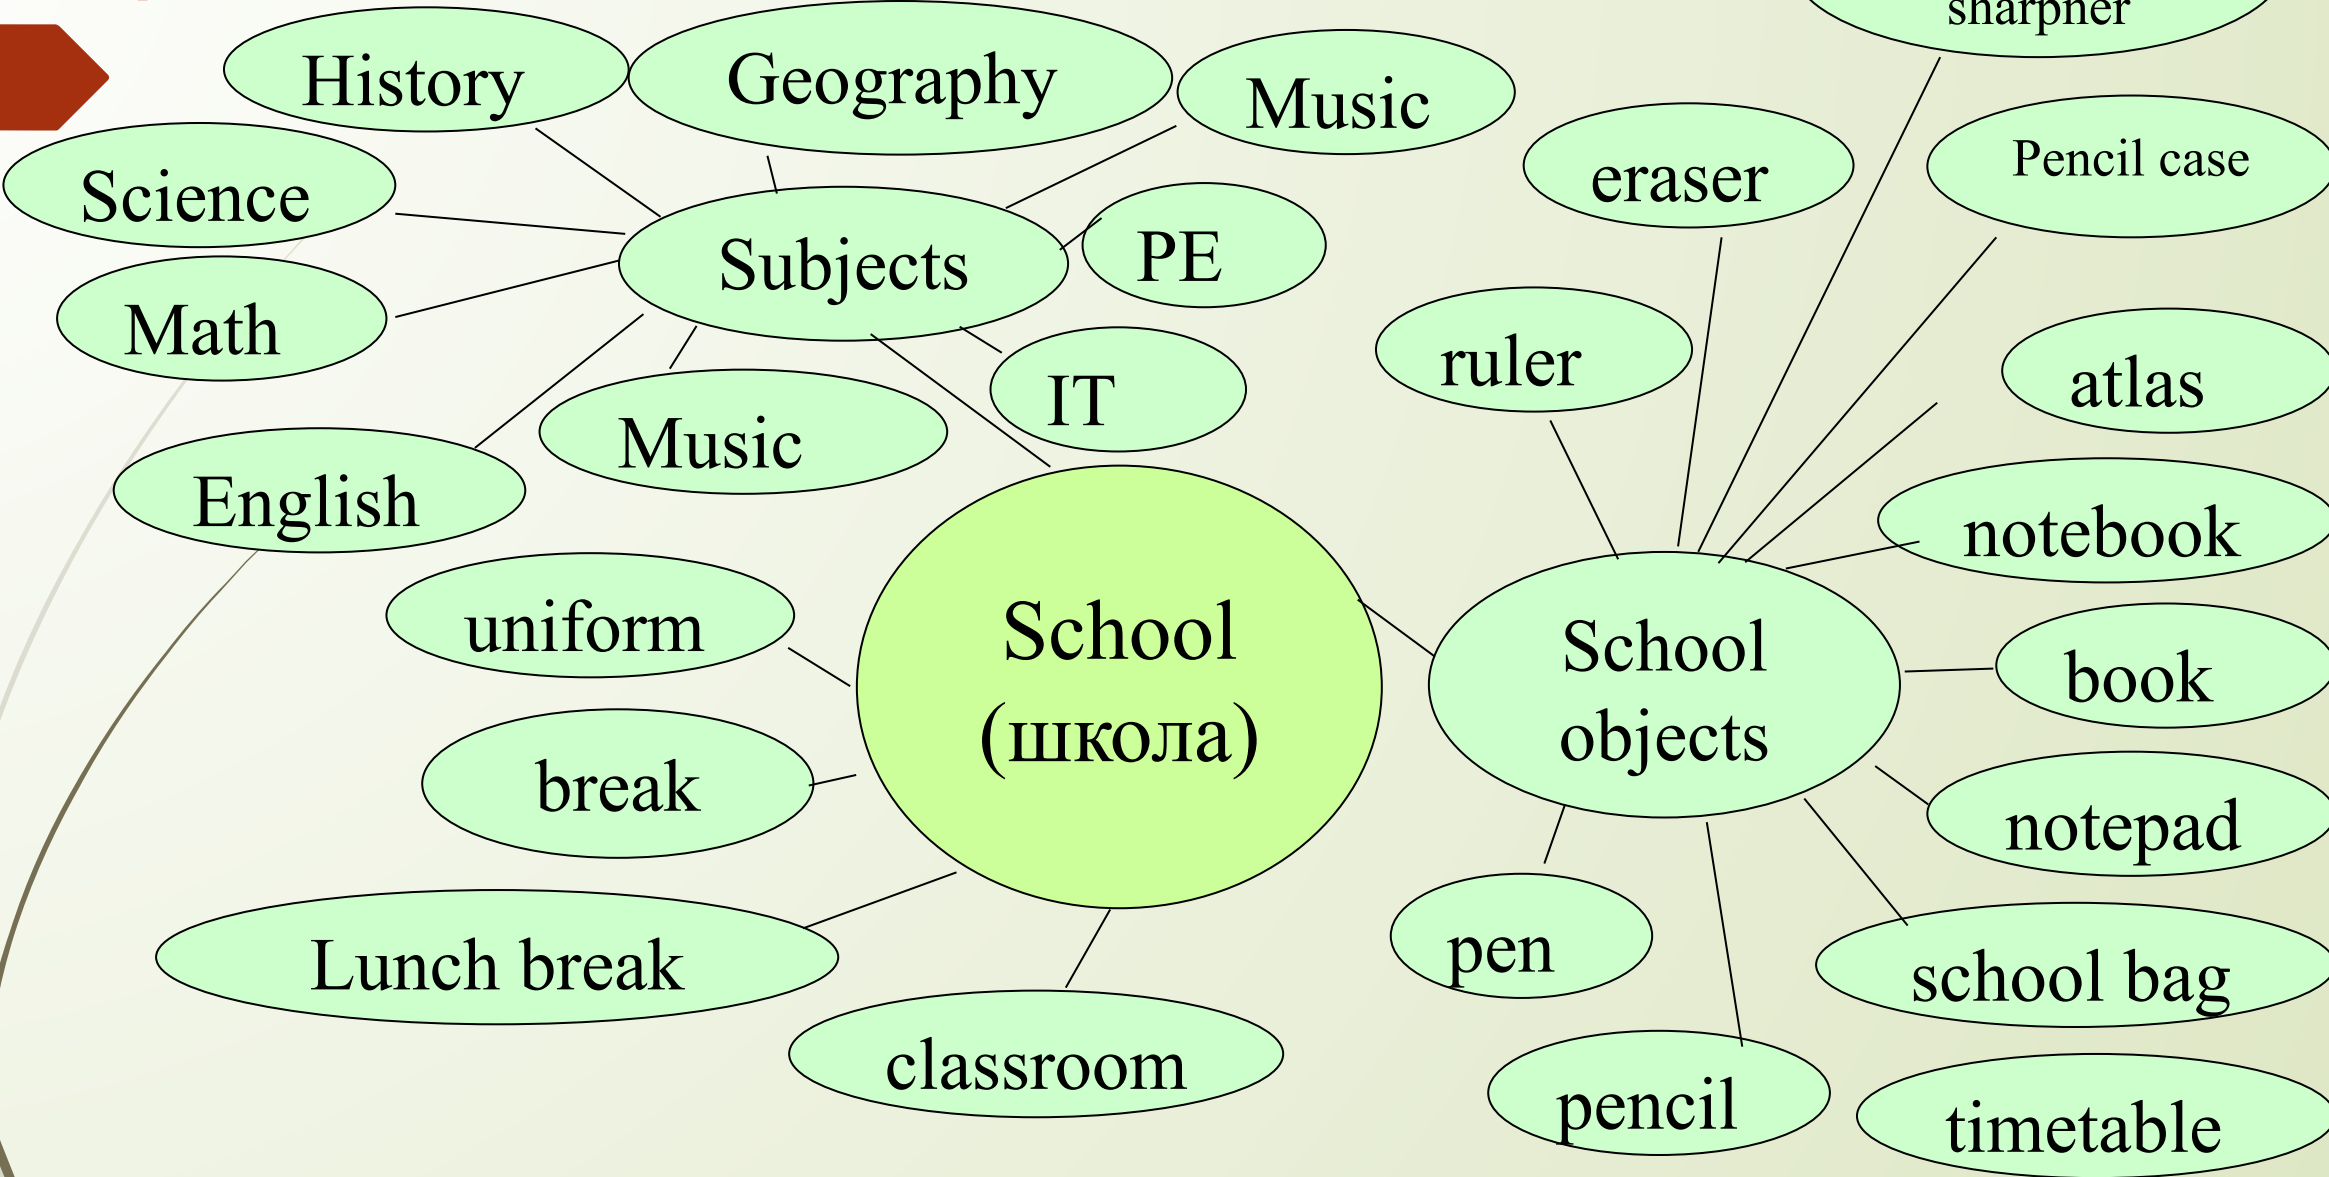 sharpner
History
Geography
Music
eraser
Pencil case
Science
Subjects
PE
Math
ruler
IT
atlas
Music
English
notebook
uniform
School
(школа)
School
objects
book
break
notepad
Lunch break
pen
school bag
classroom
pencil
timetable